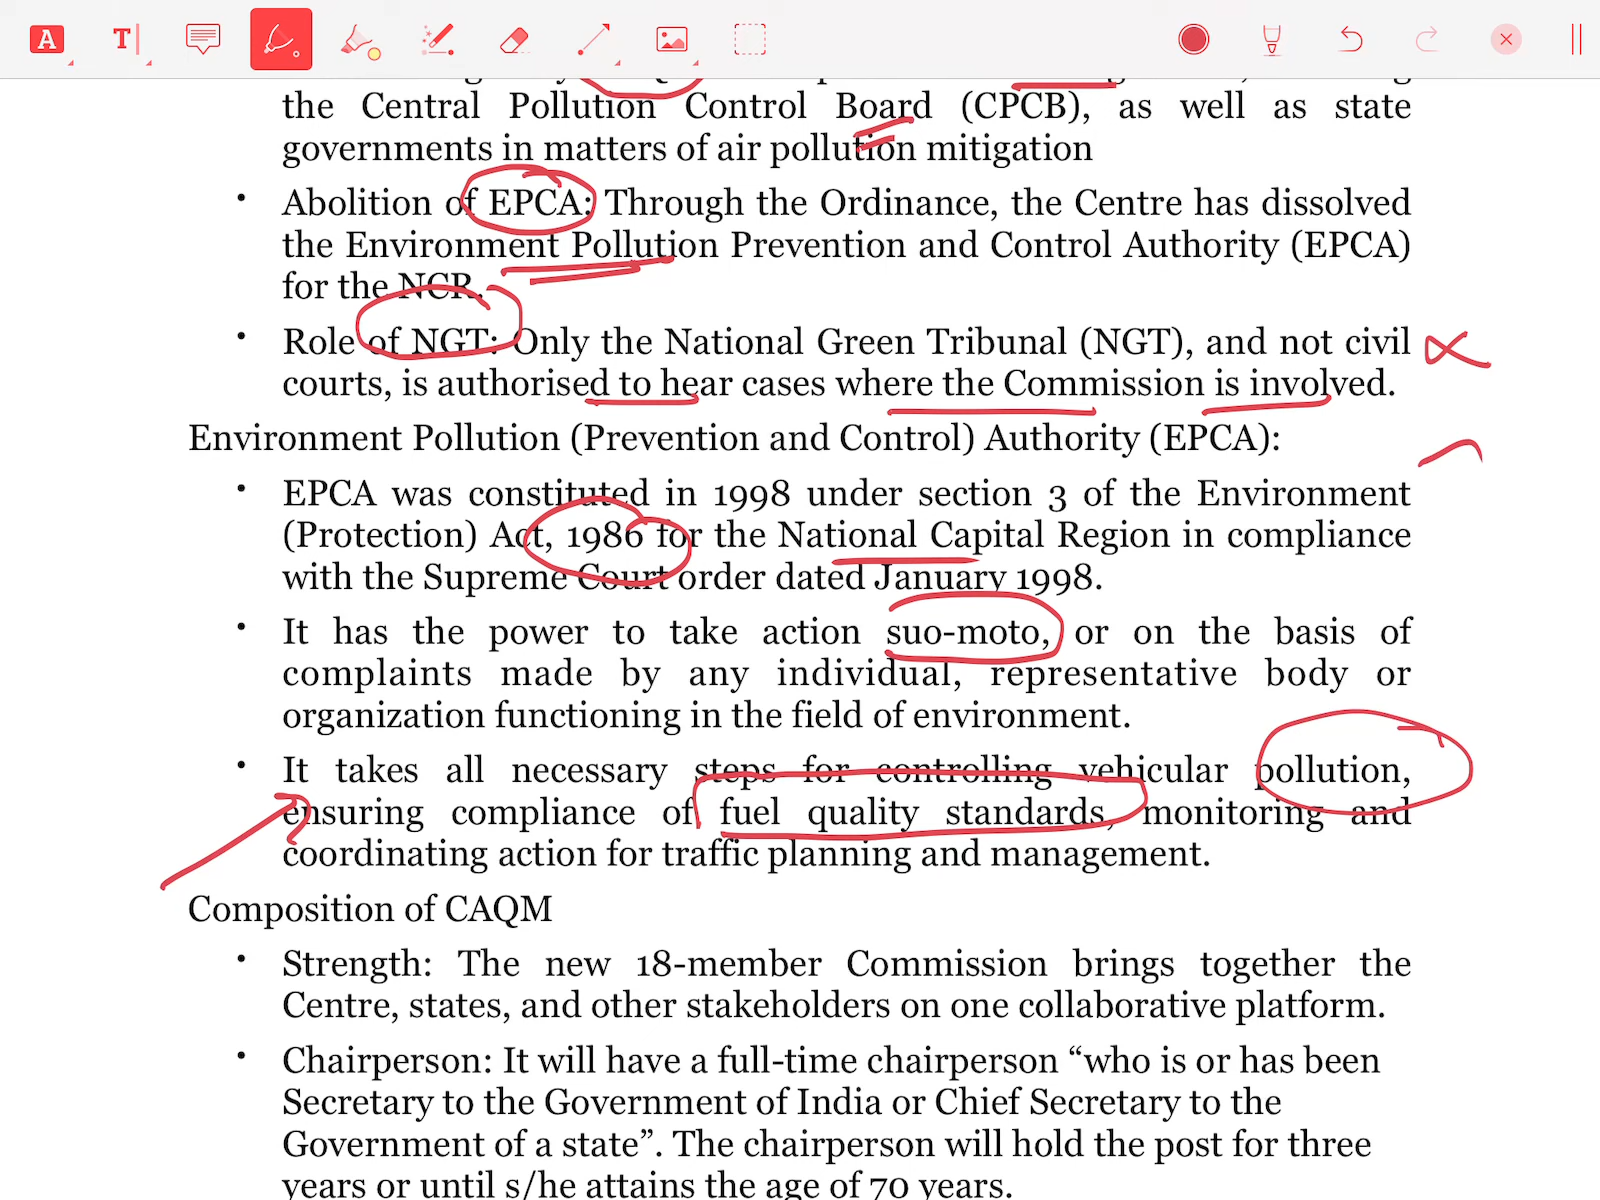 A T
the Central Pollution Control Board (CPCB), as well as state
governments in matters of air pollution mitigation
• Abolition of EPCA: Through the Ordinance, the Centre has dissolved
the Environment Pollution Prevention and Control Authority (EPCA)
for the NCR.
• Role of NGT: Only the National Green Tribunal (NGT), and not civil
courts, is authorised to hear cases where the Commission is involved.
Environment Pollution (Prevention and Control) Authority (EPCA):
• EPCA was constituted in 1998 under section 3 of the Environment
(Protection) Act, 1986 for the National Capital Region in compliance
with the Supreme Court order dated January 1998.
• It has the power to take action suo-moto, or on the basis of
complaints made by any individual, representative body or
organization functioning in the field of environment.
• It takes all necessary steps for controlling vehicular pollution,
ensuring compliance of fuel quality standards, monitoring and
coordinating action for traffic planning and management.
Composition of CAQM
• Strength: The new 18-member Commission brings together the
Centre, states, and other stakeholders on one collaborative platform.
• Chairperson: It will have a full-time chairperson “who is or has been
Secretary to the Government of India or Chief Secretary to the
Government of a state”. The chairperson will hold the post for three
years or until s/he attains the age of 70 years.